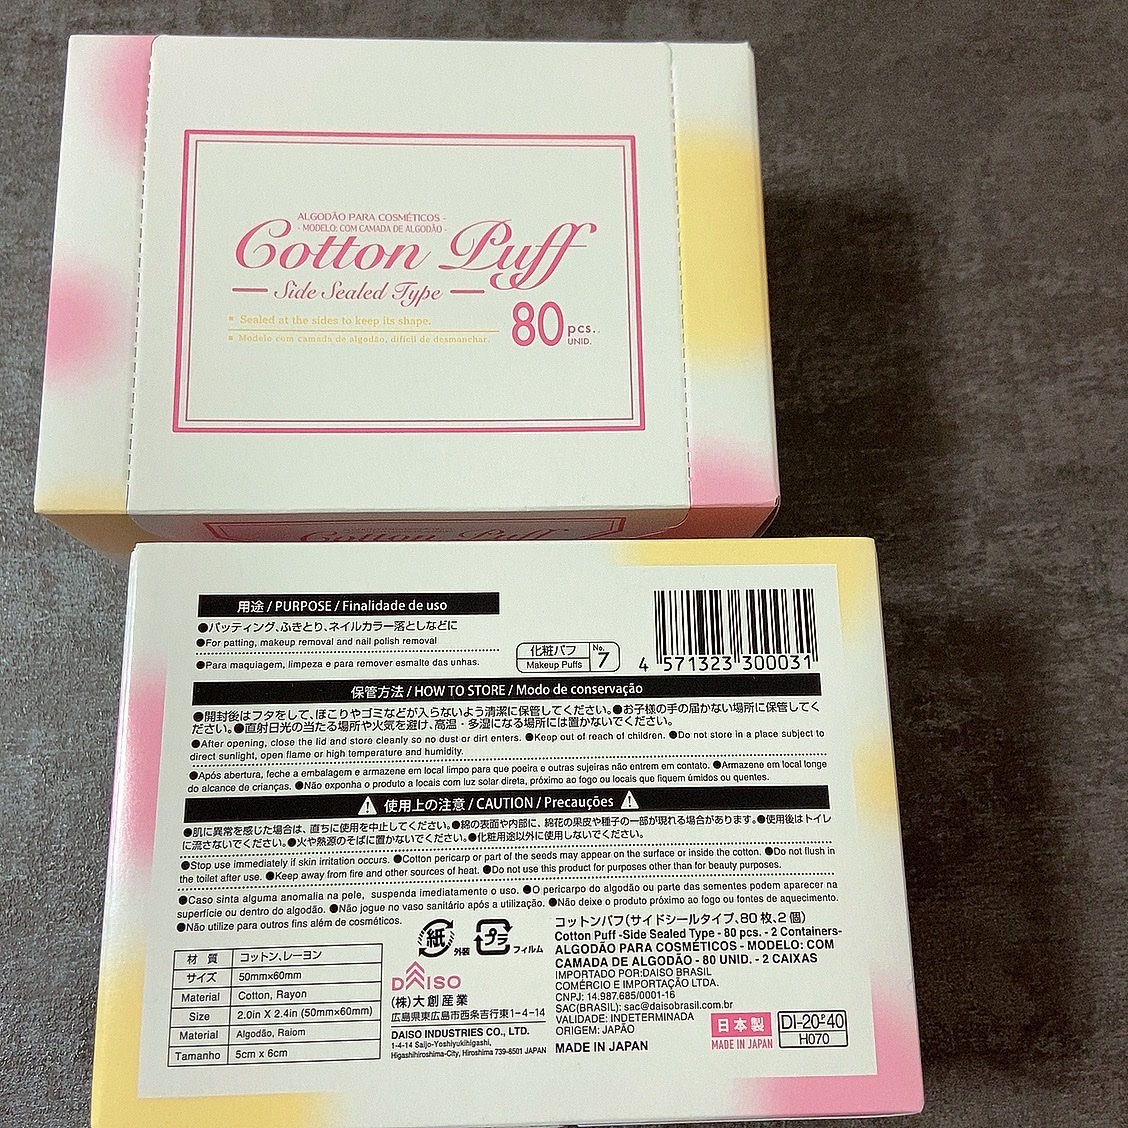 ALGODÃO PARA COSMÉTICOS -
- MODELO: COM CAMADA DE ALGODÃO -
Cotton Puff
Side Sealed Type
Sealed at the sides to keep its shape.
Modelo com camada de algodão, difícil de desmanchar.
80 pcs.
UNID.
Cotton Puff
用途 / PURPOSE / Finalidade de uso
●パッティング、ふきとり、ネイルカラー落としなどに
●For patting, makeup removal and nail polish removal
●Para maquiagem, limpeza e para remover esmalte das unhas.
化粧パフ
Makeup Puffs
No. 7
4 571323 300031
保管方法 / HOW TO STORE / Modo de conservação
●開封後はフタをして、ほこりやゴミなどが入らないよう清潔に保管してください。●お子様の手の届かない場所に保管してく
ださい。●直射日光の当たる場所や火気を避け、高温・多湿になる場所には置かないでください。
●After opening, close the lid and store cleanly so no dust or dirt enters. ●Keep out of reach of children. ●Do not store in a place subject to
direct sunlight, open flame or high temperature and humidity.
●Após abertura, feche a embalagem e armazene em local limpo para que poeira e outras sujeiras não entrem em contato. ●Armazene em local longe
do alcance de crianças. ●Não exponha o produto a locais com luz solar direta, próximo ao fogo ou locais que fiquem úmidos ou quentes.
使用上の注意 / CAUTION / Precauções
●肌に異常を感じた場合は、直ちに使用を中止してください。●綿の表面や内部に、綿花の果皮や種子の一部が現れる場合があります。●使用後はトイレ
に流さないでください。●火や熱源のそばに置かないでください。●化粧用途以外に使用しないでください。
●Stop use immediately if skin irritation occurs. ●Cotton pericarp or part of the seeds may appear on the surface or inside the cotton. ●Do not flush in
the toilet after use. ●Keep away from fire and other sources of heat. ●Do not use this product for purposes other than for beauty purposes.
●Caso sinta alguma anomalia na pele, suspenda imediatamente o uso. ●O pericarpo do algodão ou parte das sementes podem aparecer na
superfície ou dentro do algodão. ●Não jogue no vaso sanitário após a utilização. ●Não deixe o produto próximo ao fogo ou fontes de aquecimento.
●Não utilize para outros fins além de cosméticos.
材 質 コットン、レーヨン
サイズ 50mm×60mm
Material Cotton, Rayon
Size 2.0in X 2.4in (50mm×60mm)
Material Algodão, Raiom
Tamanho 5cm x 6cm
紙 外装
プラ フィルム
DAISO
(株)大創産業
広島県東広島市西条吉行東1-4-14
DAISO INDUSTRIES CO., LTD.
1-4-14 Saijo-Yoshiyukihigashi,
Higashihiroshima-City, Hiroshima 739-8501 JAPAN
コットンパフ(サイドシールタイプ、80枚、2個)
Cotton Puff -Side Sealed Type - 80 pcs. - 2 Containers-
ALGODÃO PARA COSMÉTICOS - MODELO: COM
CAMADA DE ALGODÃO - 80 UNID. - 2 CAIXAS
IMPORTADO POR:DAISO BRASIL
COMÉRCIO E IMPORTAÇÃO LTDA.
CNPJ: 14.987.685/0001-16
SAC(BRASIL): sac@daisobrasil.com.br
VALIDADE: INDETERMINADA
ORIGEM: JAPÃO
MADE IN JAPAN
日本製
MADE IN JAPAN
DI-20-P-40
H070